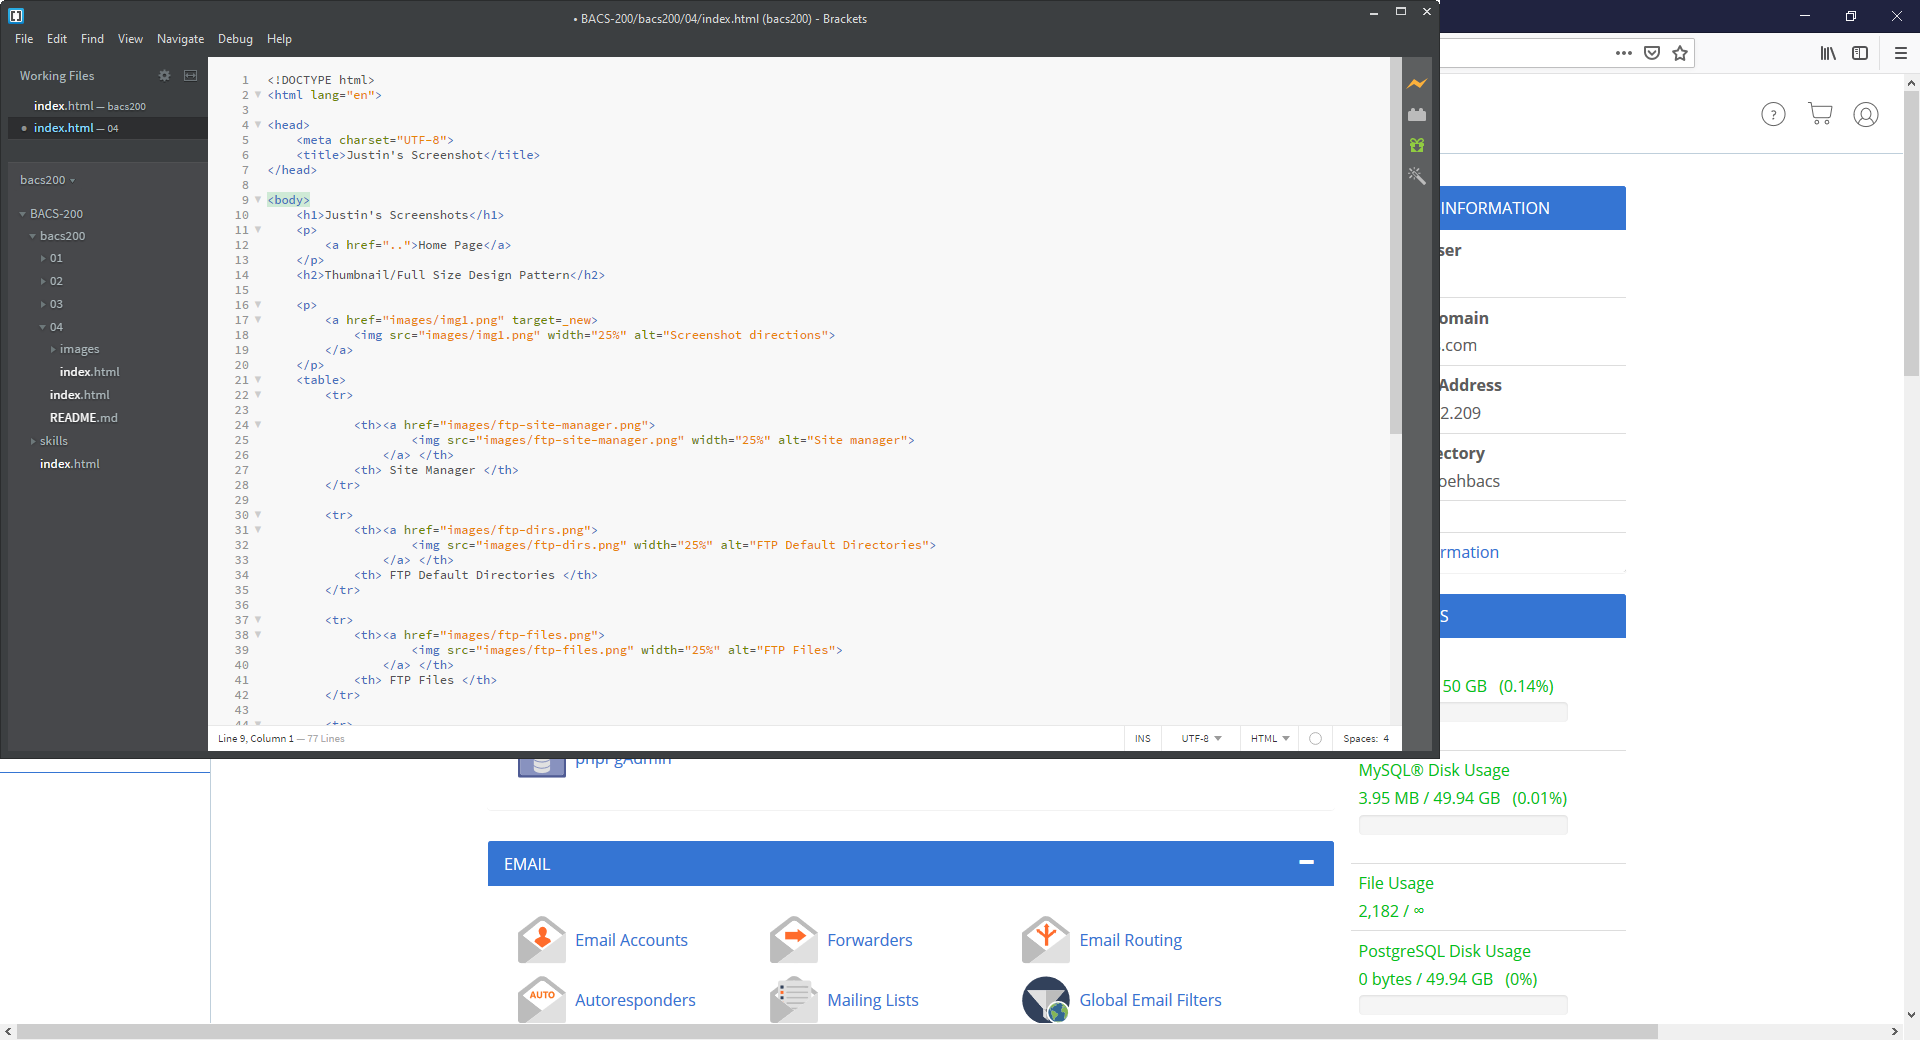 • BACS-200/bacs200/04/index.html (bacs200) - Brackets
File Edit Find View Navigate Debug Help
Working Files
index.html — bacs200
index.html — 04
bacs200
BACS-200
bacs200
01
02
03
04
images
index.html
index.html
README.md
skills
index.html
1 <!DOCTYPE html>
2 <html lang="en">
3
4 <head>
5 <meta charset="UTF-8">
6 <title>Justin's Screenshot</title>
7 </head>
8
9 <body>
10 <h1>Justin's Screenshots</h1>
11 <p>
12 <a href="..">Home Page</a>
13 </p>
14 <h2>Thumbnail/Full Size Design Pattern</h2>
15
16 <p>
17 <a href="images/img1.png" target=_new>
18 <img src="images/img1.png" width="25%" alt="Screenshot directions">
19 </a>
20 </p>
21 <table>
22 <tr>
23
24 <th><a href="images/ftp-site-manager.png">
25 <img src="images/ftp-site-manager.png" width="25%" alt="Site manager">
26 </a> </th>
27 <th> Site Manager </th>
28 </tr>
29
30 <tr>
31 <th><a href="images/ftp-dirs.png">
32 <img src="images/ftp-dirs.png" width="25%" alt="FTP Default Directories">
33 </a> </th>
34 <th> FTP Default Directories </th>
35 </tr>
36
37 <tr>
38 <th><a href="images/ftp-files.png">
39 <img src="images/ftp-files.png" width="25%" alt="FTP Files">
40 </a> </th>
41 <th> FTP Files </th>
42 </tr>
43
44 <tr>
Line 9, Column 1 — 77 Lines
INS UTF-8 HTML Spaces: 4
INFORMATION
ser
omain
.com
Address
2.209
ectory
oehbacs
rmation
S
50 GB (0.14%)
MySQL® Disk Usage
3.95 MB / 49.94 GB (0.01%)
File Usage
2,182 / ∞
PostgreSQL Disk Usage
0 bytes / 49.94 GB (0%)
phpPgAdmin
EMAIL
Email Accounts Forwarders Email Routing
AUTO Autoresponders Mailing Lists Global Email Filters